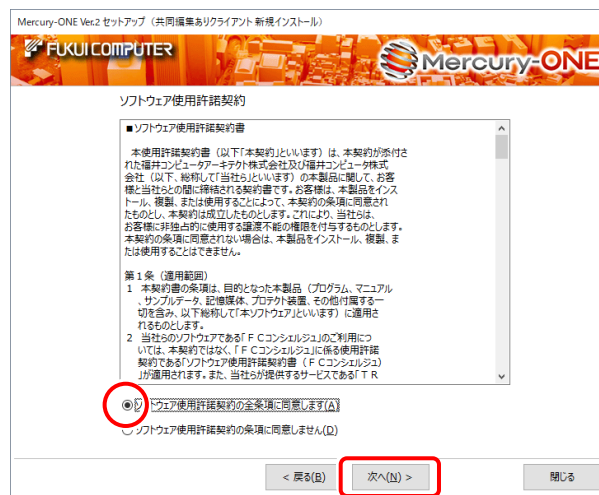 Mercury-ONE Ver.2 セットアップ（共同編集ありクライアント 新規インストール）
FUKUI COMPUTER
Mercury-ONE
ソフトウェア使用許諾契約
■ソフトウェア使用許諾契約書
本使用許諾契約書（以下「本契約」といいます）は、本契約が添付さ
れた福井コンピュータアーキテクト株式会社及び福井コンピュータ株式
会社（以下、総称して「当社ら」といいます）の本製品に関して、お客
様と当社らとの間に締結される契約書です。お客様は、本製品をインス
トール、複製、または使用することによって、本契約の条項に同意され
たものとし、本契約は成立したものとします。これにより、当社らは、
お客様に非独占的に使用する譲渡不能の権限を付与するものとします。
本契約の条項に同意されない場合は、本製品をインストール、複製、ま
たは使用することはできません。
第１条（適用範囲）
1 本契約書の条項は、目的となった本製品（プログラム、マニュアル
、サンプルデータ、記憶媒体、プロテクト装置、その他付属する一
切を含み、以下総称して「本ソフトウェア」といいます）に適用さ
れるものとします。
2 当社らのソフトウェアである「ＦＣコンシェルジュ」のご利用につ
いては、本契約ではなく、「ＦＣコンシェルジュ」に係る使用許諾
契約である「ソフトウェア使用許諾契約書（ＦＣコンシェルジュ）
」が適用されます。また、当社らが提供するサービスである「ＴＲ
ソフトウェア使用許諾契約の全条項に同意します(A)
ソフトウェア使用許諾契約の条項に同意しません(D)
< 戻る(B) 次へ(N) > 閉じる